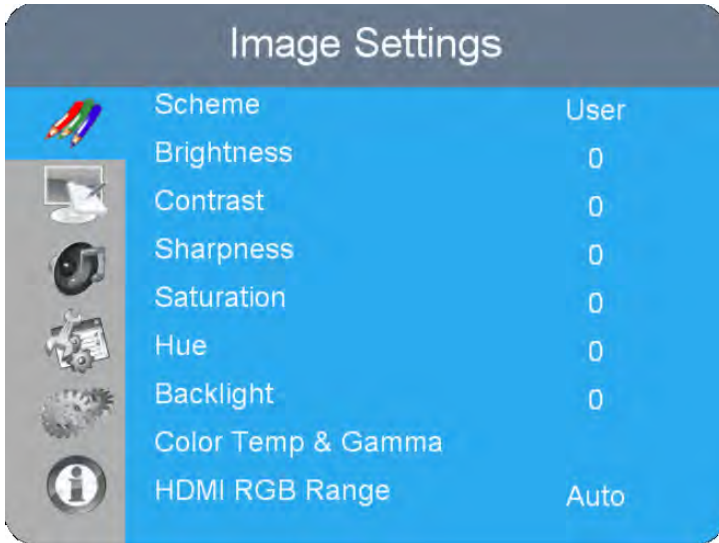 Image Settings
Scheme User
Brightness 0
Contrast 0
Sharpness 0
Saturation 0
Hue 0
Backlight 0
Color Temp & Gamma
HDMI RGB Range Auto